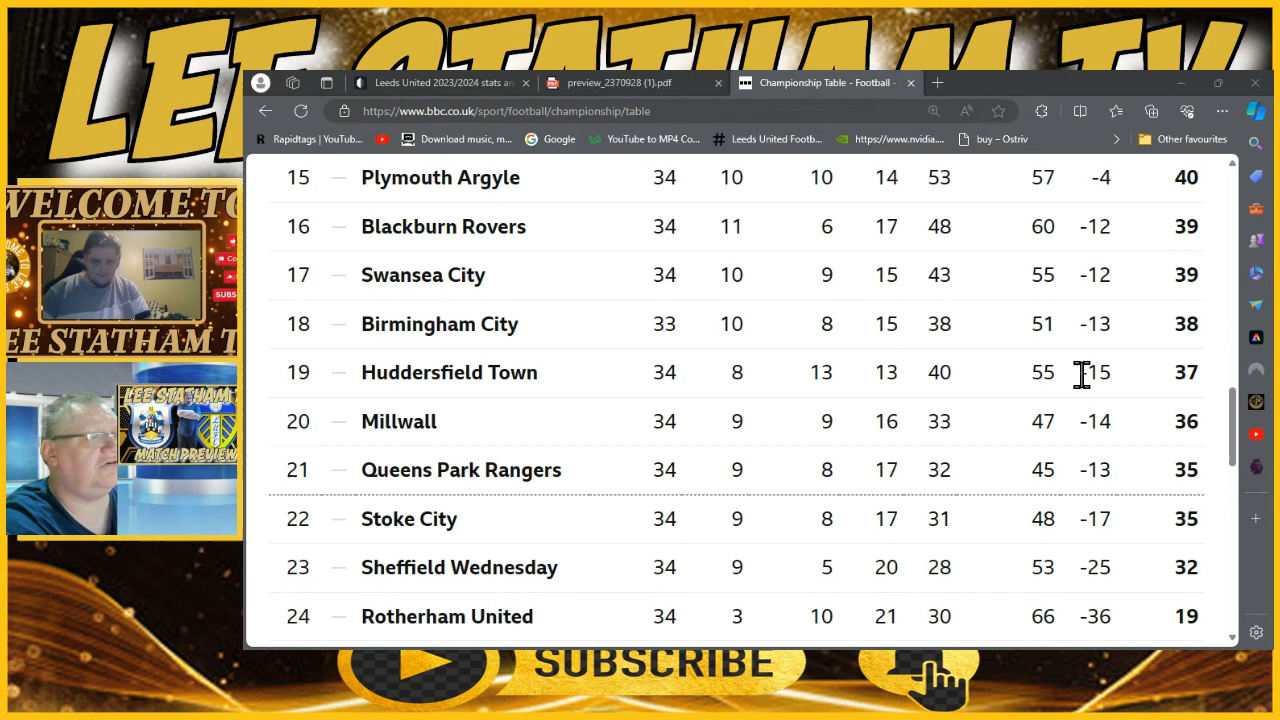 LEE STATHAM TV
Leeds United 2023/2024 stats an
preview_2370928 (1).pdf
Championship Table - Football -
https://www.bbc.co.uk/sport/football/championship/table
Rapidtags | YouTub...
Download music, m...
Google
YouTube to MP4 Co...
Leeds United Footb...
https://www.nvidia....
buy – Ostriv
Other favourites
15 Plymouth Argyle 34 10 10 14 53 57 -4 40
16 Blackburn Rovers 34 11 6 17 48 60 -12 39
17 Swansea City 34 10 9 15 43 55 -12 39
18 Birmingham City 33 10 8 15 38 51 -13 38
19 Huddersfield Town 34 8 13 13 40 55 -15 37
20 Millwall 34 9 9 16 33 47 -14 36
21 Queens Park Rangers 34 9 8 17 32 45 -13 35
22 Stoke City 34 9 8 17 31 48 -17 35
23 Sheffield Wednesday 34 9 5 20 28 53 -25 32
24 Rotherham United 34 3 10 21 30 66 -36 19
WELCOME TO
SUBS
EE STATHAM T
LEE STATHAM TV
MATCH PREVIEW
SUBSCRIBE